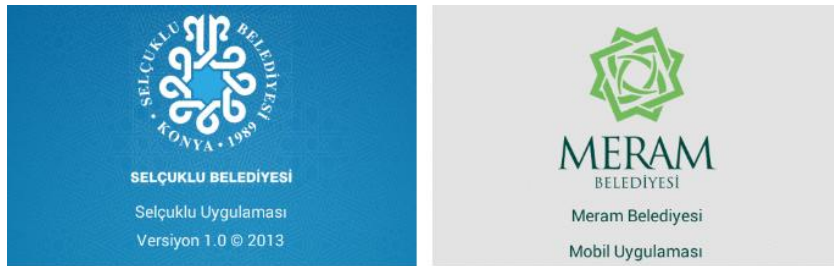 SELÇUKLU BELEDİYESİ
• KONYA • 1989
SELÇUKLU BELEDİYESİ
Selçuklu Uygulaması
Versiyon 1.0 © 2013
MERAM
BELEDİYESİ
Meram Belediyesi
Mobil Uygulaması